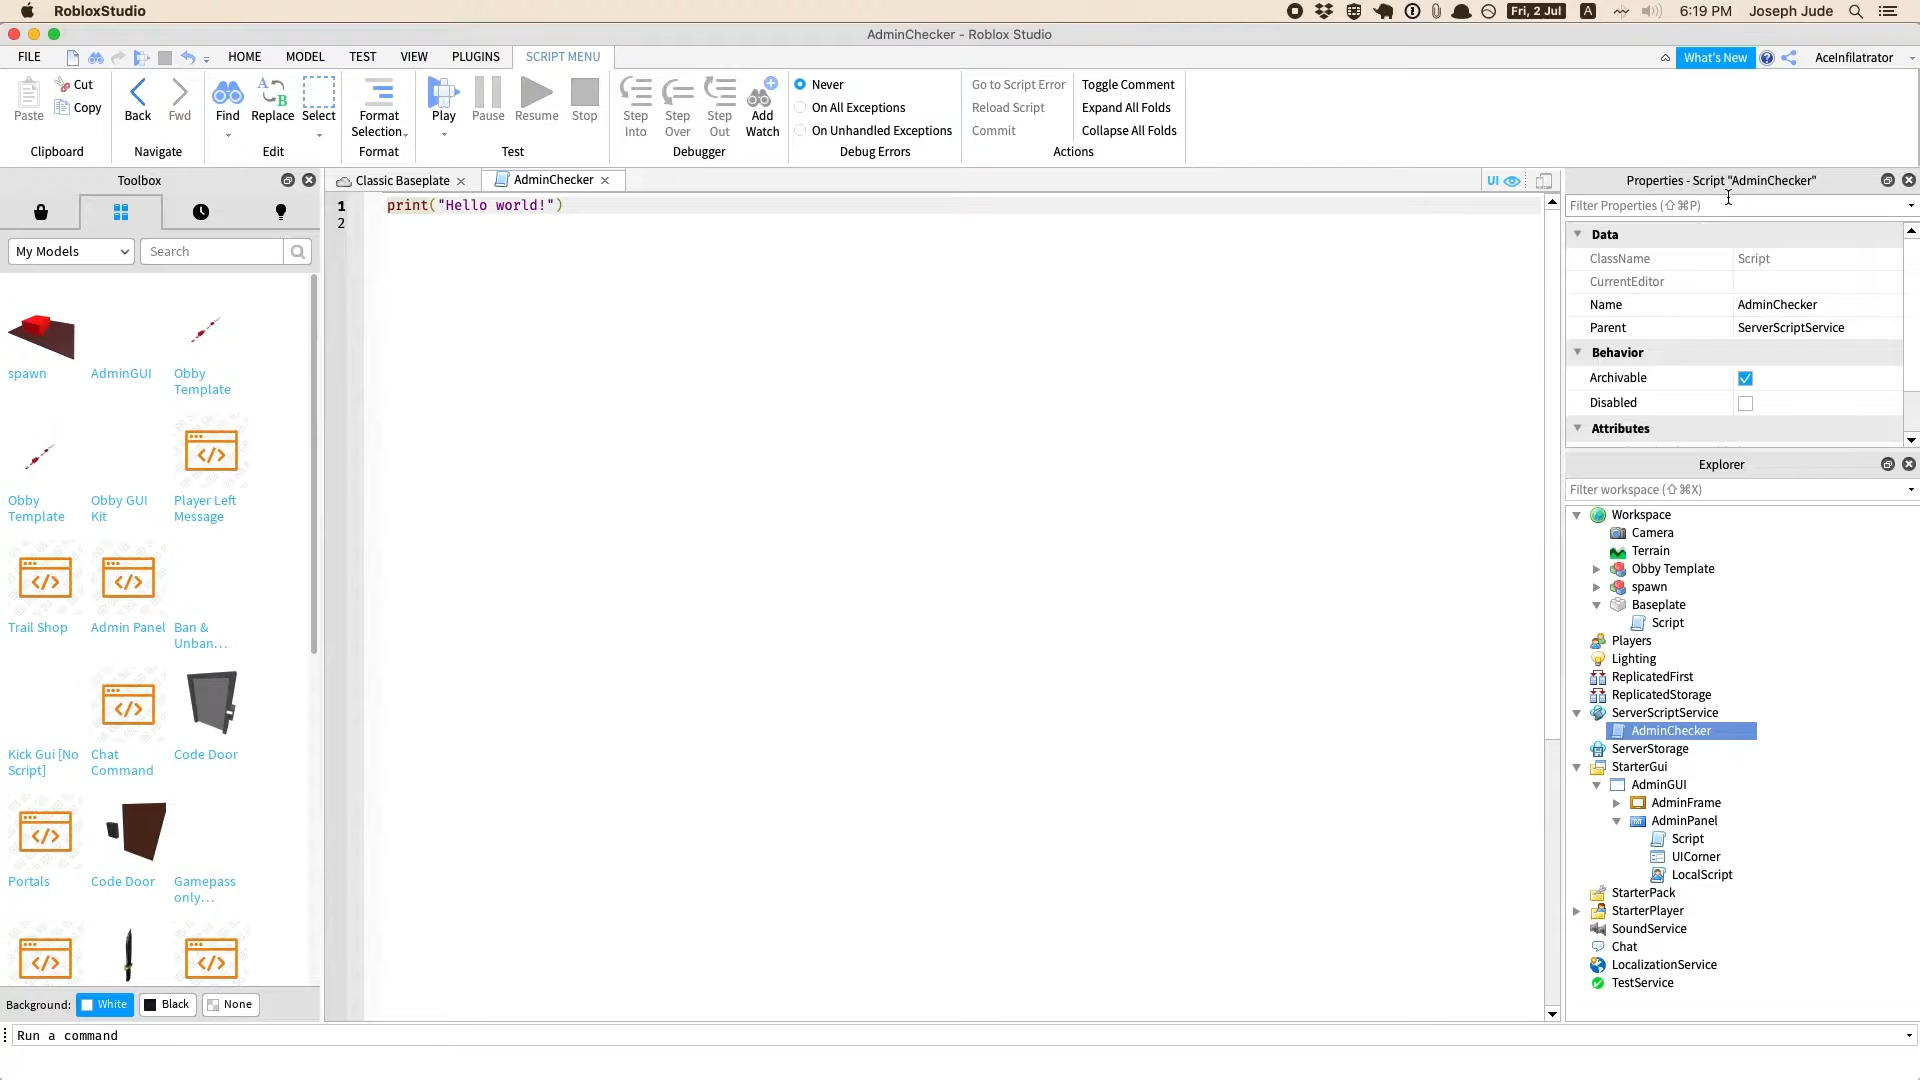 RobloxStudio
Fri, 2 Jul
A
6:19 PM
Joseph Jude
AdminChecker - Roblox Studio
FILE
HOME
MODEL
TEST
VIEW
PLUGINS
SCRIPT MENU
What's New
AceInfilatrator
Paste
Cut
Copy
Clipboard
Back
Fwd
Navigate
Find
Replace
Select
Edit
Format
Selection
Format
Play
Pause
Resume
Stop
Test
Step
Into
Step
Over
Step
Out
Add
Watch
Debugger
Never
On All Exceptions
On Unhandled Exceptions
Debug Errors
Go to Script Error
Reload Script
Commit
Toggle Comment
Expand All Folds
Collapse All Folds
Actions
Toolbox
My Models
Search
spawn
AdminGUI
Obby
Template
Obby
Template
Obby GUI
Kit
Player Left
Message
Trail Shop
Admin Panel
Ban &
Unban...
Kick Gui [No
Script]
Chat
Command
Code Door
Portals
Code Door
Gamepass
only...
Background:
White
Black
None
Run a command
Classic Baseplate
AdminChecker
UI
1 print("Hello world!")
2
Properties - Script "AdminChecker"
Filter Properties (⇧⌘P)
Data
ClassName Script
CurrentEditor
Name AdminChecker
Parent ServerScriptService
Behavior
Archivable
Disabled
Attributes
Explorer
Filter workspace (⇧⌘X)
Workspace
Camera
Terrain
Obby Template
spawn
Baseplate
Script
Players
Lighting
ReplicatedFirst
ReplicatedStorage
ServerScriptService
AdminChecker
ServerStorage
StarterGui
AdminGUI
AdminFrame
AdminPanel
Script
UICorner
LocalScript
StarterPack
StarterPlayer
SoundService
Chat
LocalizationService
TestService